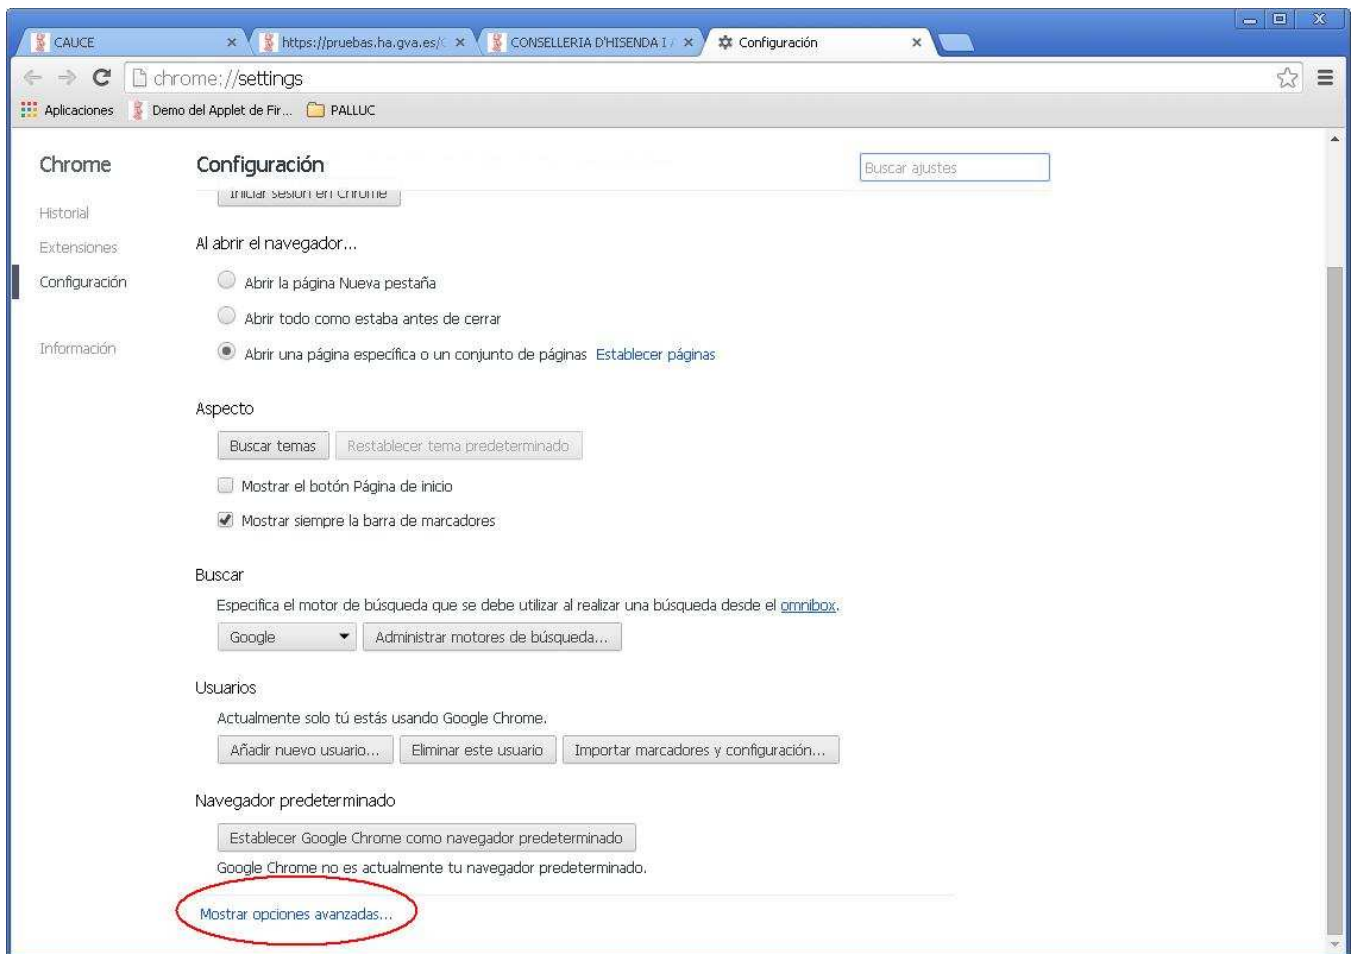 CAUCE
https://pruebas.ha.gva.es/
CONSELLERIA D'HISENDA I
Configuración
chrome://settings
Aplicaciones
Demo del Applet de Fir...
PALLUC
Chrome
Configuración
Buscar ajustes
Iniciar sesión en Chrome
Historial
Extensiones
Configuración
Información
Al abrir el navegador...
Abrir la página Nueva pestaña
Abrir todo como estaba antes de cerrar
Abrir una página específica o un conjunto de páginas Establecer páginas
Aspecto
Buscar temas
Restablecer tema predeterminado
Mostrar el botón Página de inicio
Mostrar siempre la barra de marcadores
Buscar
Especifica el motor de búsqueda que se debe utilizar al realizar una búsqueda desde el omnibox.
Google
Administrar motores de búsqueda...
Usuarios
Actualmente solo tú estás usando Google Chrome.
Añadir nuevo usuario...
Eliminar este usuario
Importar marcadores y configuración...
Navegador predeterminado
Establecer Google Chrome como navegador predeterminado
Google Chrome no es actualmente tu navegador predeterminado.
Mostrar opciones avanzadas...